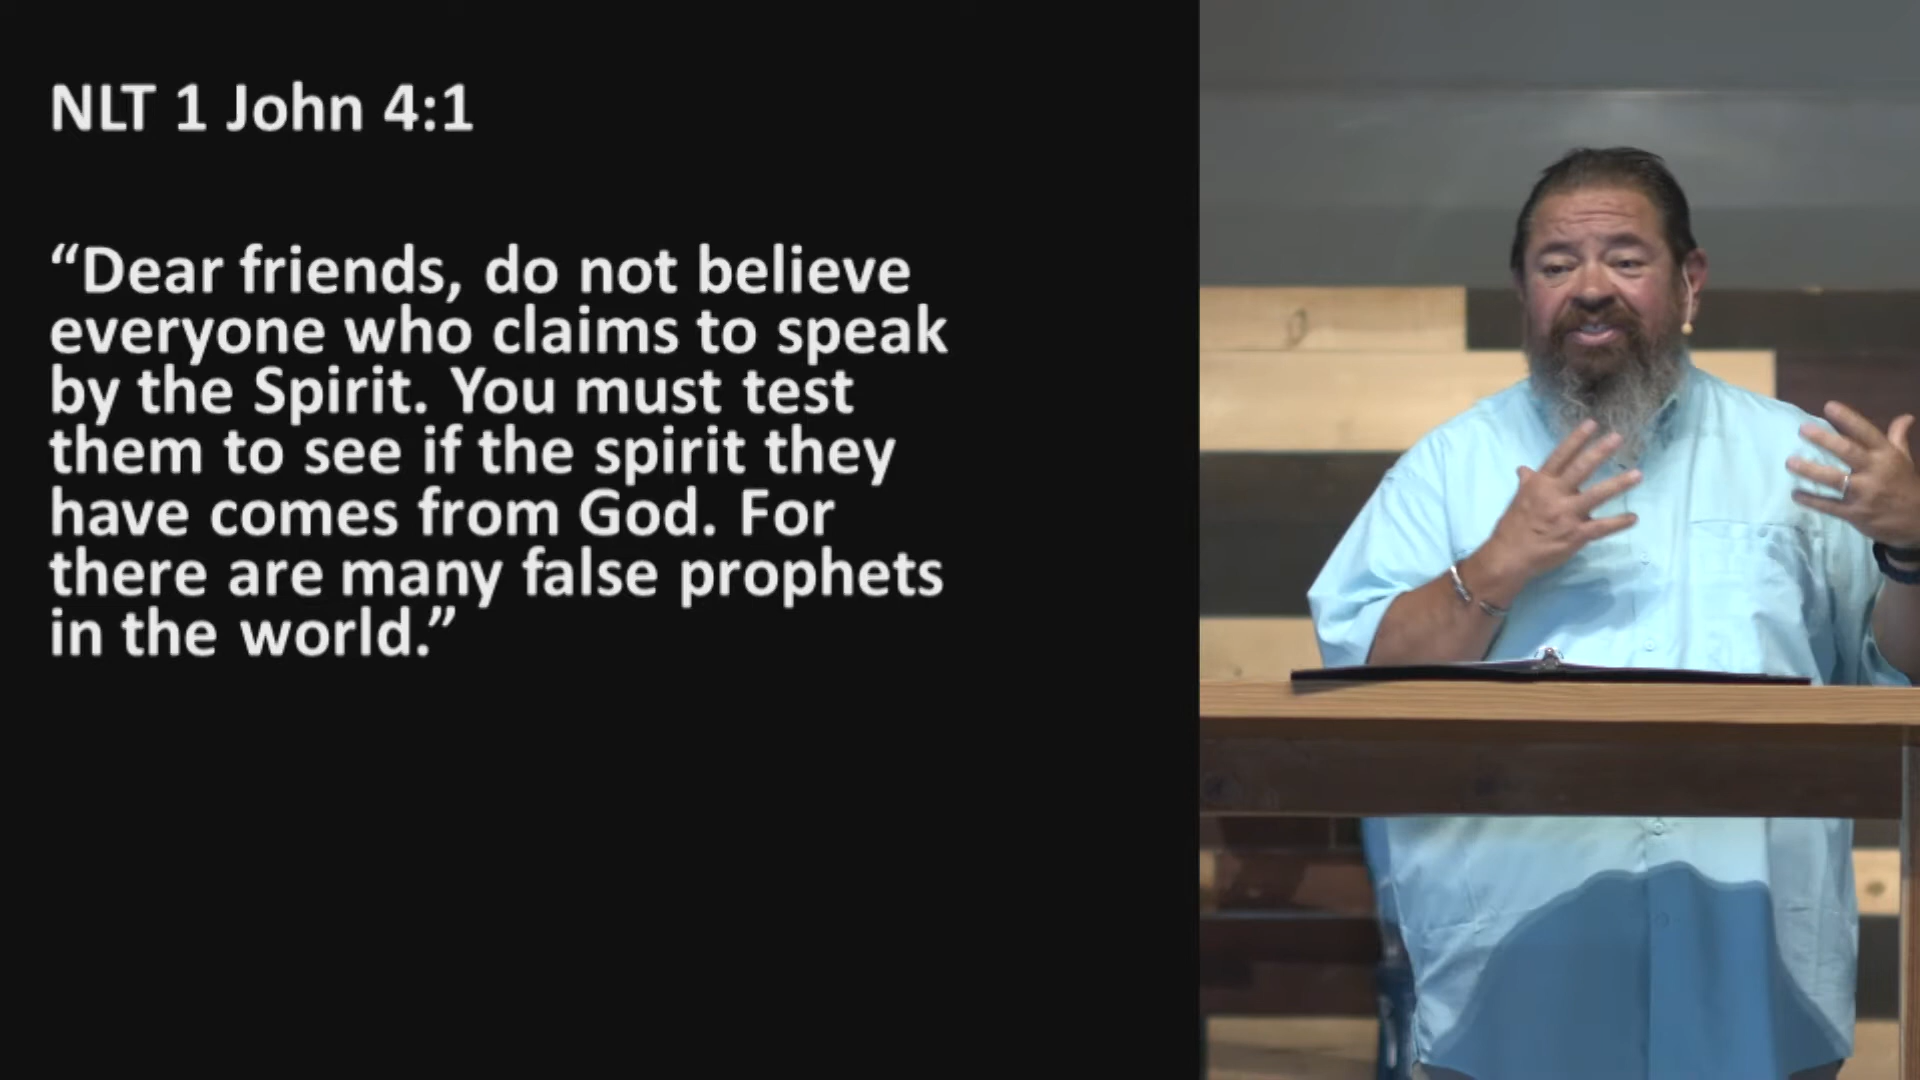 NLT 1 John 4:1
“Dear friends, do not believe
everyone who claims to speak
by the Spirit. You must test
them to see if the spirit they
have comes from God. For
there are many false prophets
in the world.”